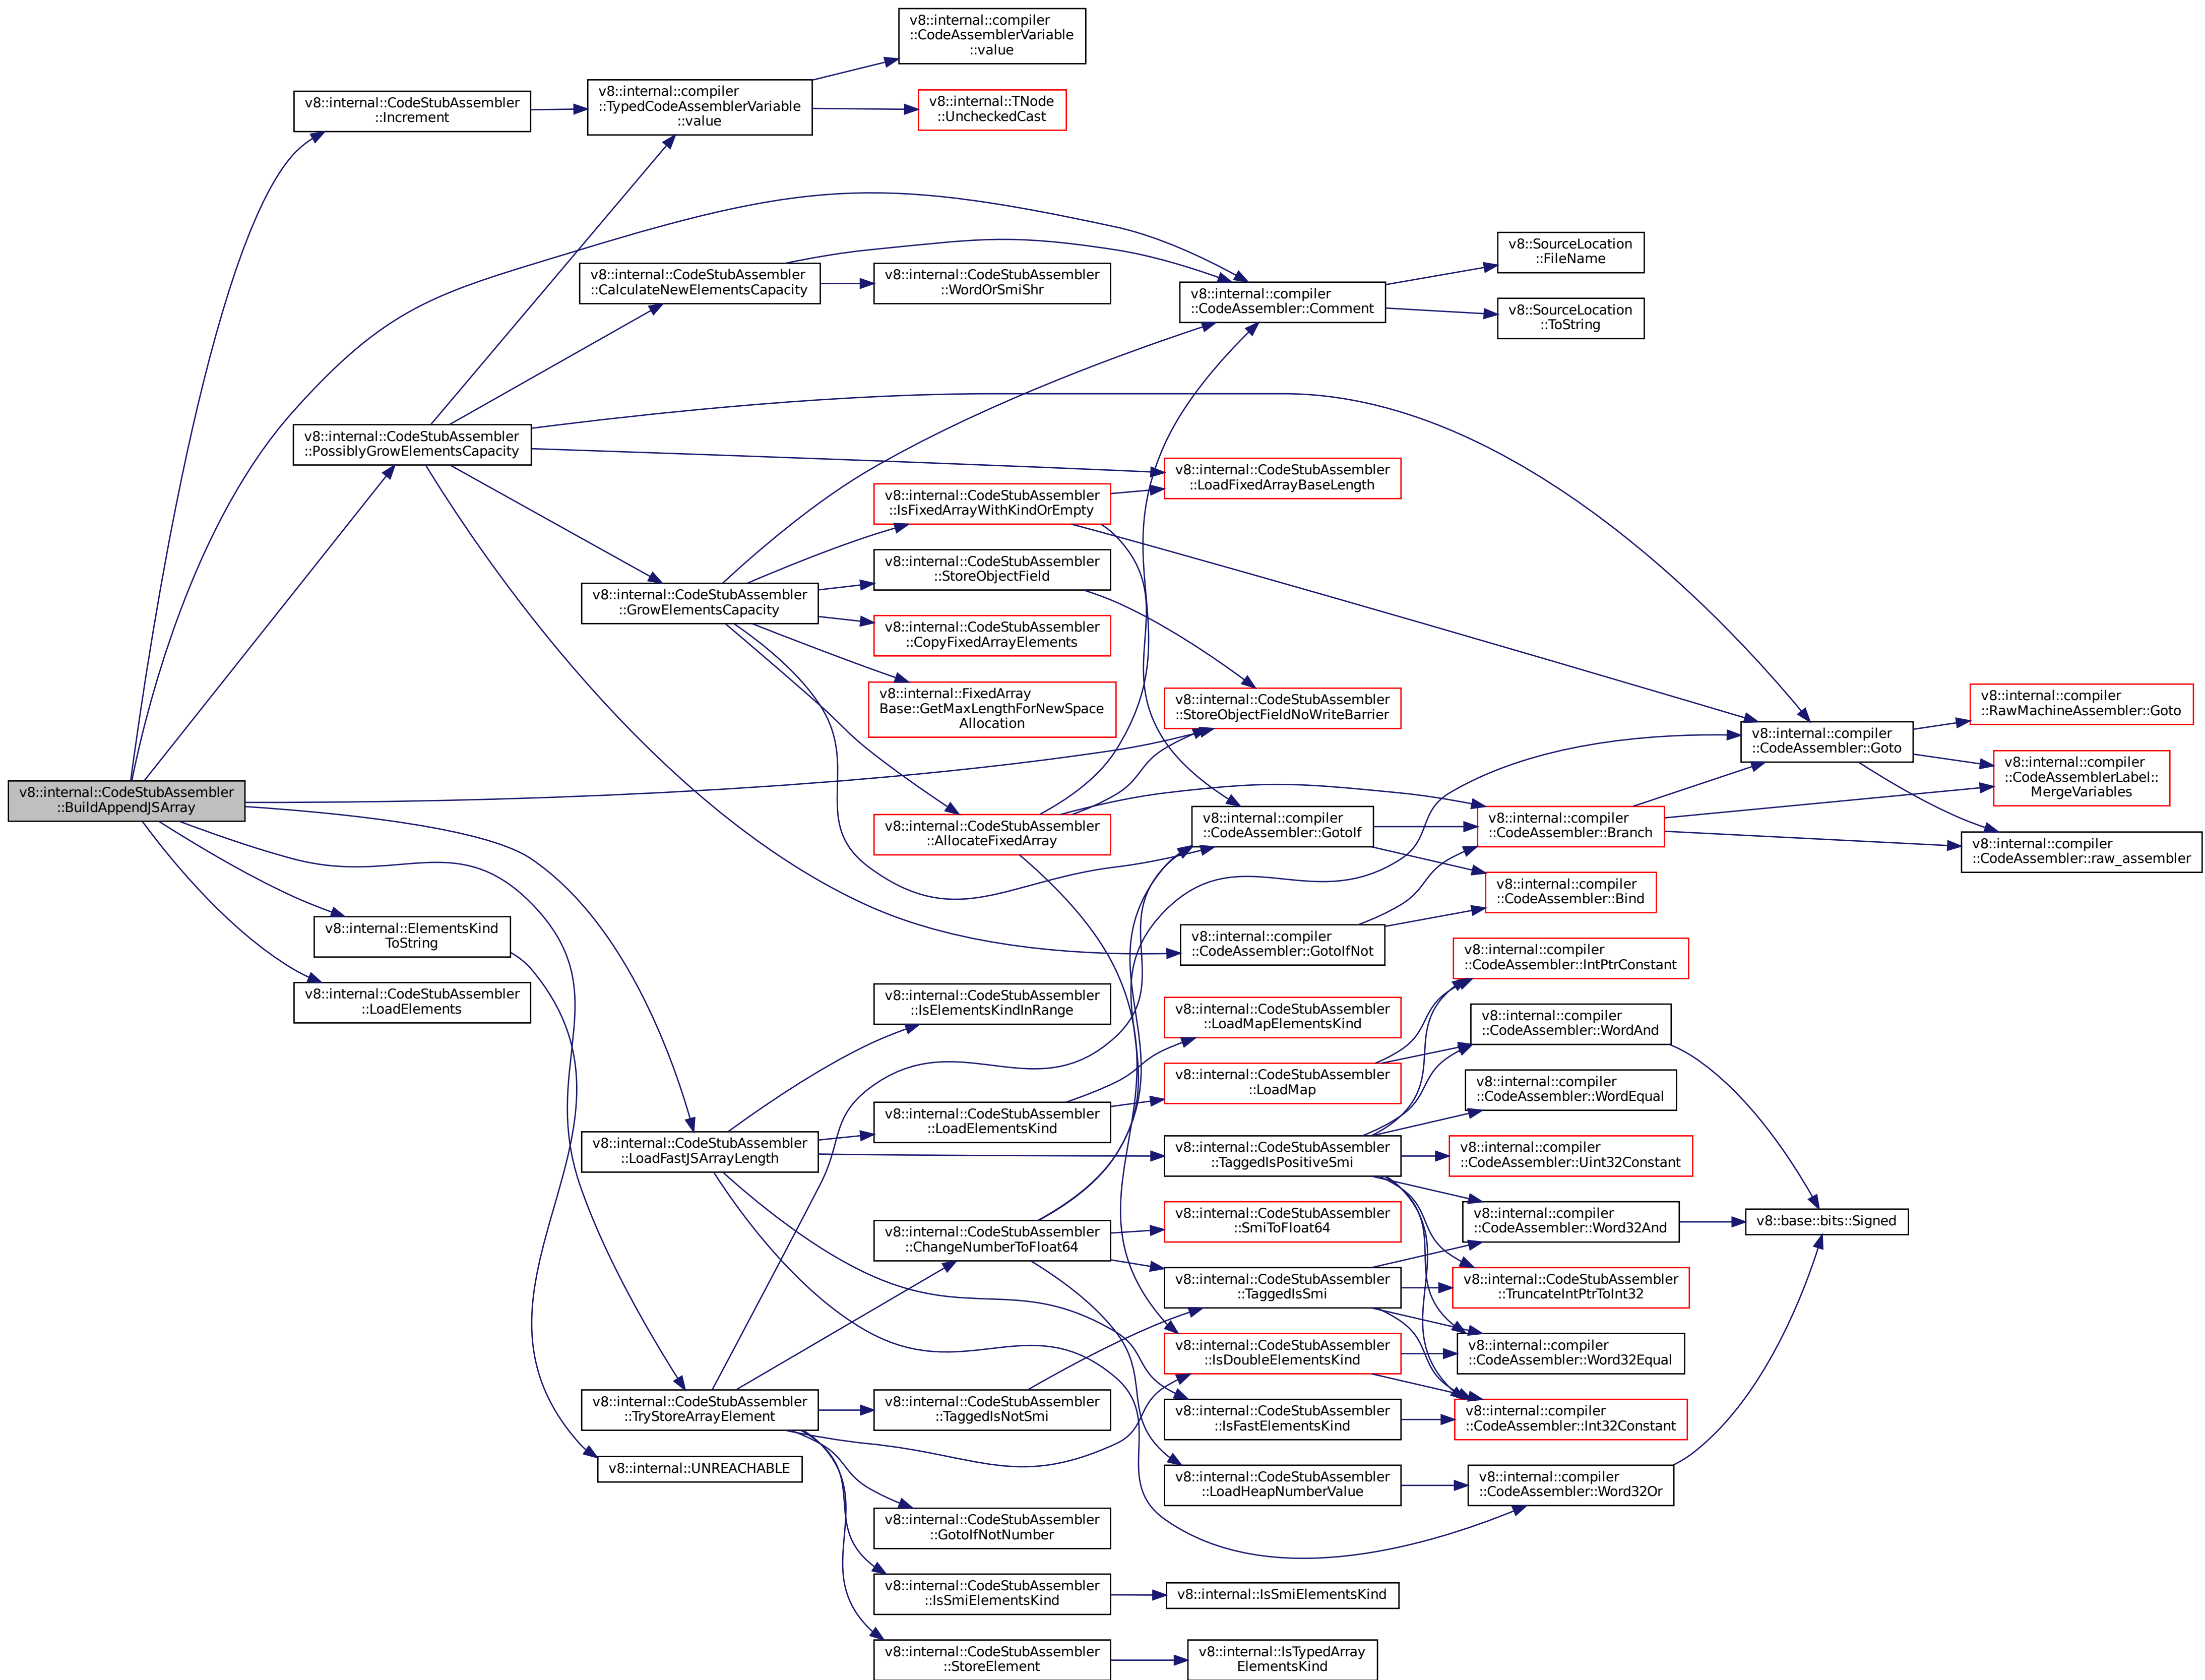 v8::internal::compiler
::CodeAssemblerVariable
::value
v8::internal::compiler
::TypedCodeAssemblerVariable
::value
v8::internal::CodeStubAssembler
::Increment
v8::internal::TNode
::UncheckedCast
v8::SourceLocation
::FileName
v8::internal::CodeStubAssembler
::CalculateNewElementsCapacity
v8::internal::CodeStubAssembler
::WordOrSmiShr
v8::internal::compiler
::CodeAssembler::Comment
v8::SourceLocation
::ToString
v8::internal::CodeStubAssembler
::PossiblyGrowElementsCapacity
v8::internal::CodeStubAssembler
::LoadFixedArrayBaseLength
v8::internal::CodeStubAssembler
::IsFixedArrayWithKindOrEmpty
v8::internal::CodeStubAssembler
::StoreObjectField
v8::internal::CodeStubAssembler
::GrowElementsCapacity
v8::internal::CodeStubAssembler
::CopyFixedArrayElements
v8::internal::FixedArray
Base::GetMaxLengthForNewSpace
Allocation
v8::internal::CodeStubAssembler
::StoreObjectFieldNoWriteBarrier
v8::internal::compiler
::RawMachineAssembler::Goto
v8::internal::compiler
::CodeAssembler::Goto
v8::internal::compiler
::CodeAssemblerLabel::
MergeVariables
v8::internal::CodeStubAssembler
::BuildAppendJSArray
v8::internal::CodeStubAssembler
::AllocateFixedArray
v8::internal::compiler
::CodeAssembler::GotoIf
v8::internal::compiler
::CodeAssembler::Branch
v8::internal::compiler
::CodeAssembler::raw_assembler
v8::internal::compiler
::CodeAssembler::Bind
v8::internal::ElementsKind
ToString
v8::internal::compiler
::CodeAssembler::GotoIfNot
v8::internal::compiler
::CodeAssembler::IntPtrConstant
v8::internal::CodeStubAssembler
::LoadElements
v8::internal::CodeStubAssembler
::IsElementsKindInRange
v8::internal::CodeStubAssembler
::LoadMapElementsKind
v8::internal::compiler
::CodeAssembler::WordAnd
v8::internal::CodeStubAssembler
::LoadMap
v8::internal::compiler
::CodeAssembler::WordEqual
v8::internal::CodeStubAssembler
::LoadElementsKind
v8::internal::CodeStubAssembler
::LoadFastJSArrayLength
v8::internal::CodeStubAssembler
::TaggedIsPositiveSmi
v8::internal::compiler
::CodeAssembler::Uint32Constant
v8::internal::CodeStubAssembler
::SmiToFloat64
v8::internal::compiler
::CodeAssembler::Word32And
v8::base::bits::Signed
v8::internal::CodeStubAssembler
::ChangeNumberToFloat64
v8::internal::CodeStubAssembler
::TaggedIsSmi
v8::internal::CodeStubAssembler
::TruncateIntPtrToInt32
v8::internal::CodeStubAssembler
::IsDoubleElementsKind
v8::internal::compiler
::CodeAssembler::Word32Equal
v8::internal::CodeStubAssembler
::TryStoreArrayElement
v8::internal::CodeStubAssembler
::TaggedIsNotSmi
v8::internal::CodeStubAssembler
::IsFastElementsKind
v8::internal::compiler
::CodeAssembler::Int32Constant
v8::internal::UNREACHABLE
v8::internal::CodeStubAssembler
::LoadHeapNumberValue
v8::internal::compiler
::CodeAssembler::Word32Or
v8::internal::CodeStubAssembler
::GotoIfNotNumber
v8::internal::CodeStubAssembler
::IsSmiElementsKind
v8::internal::IsSmiElementsKind
v8::internal::CodeStubAssembler
::StoreElement
v8::internal::IsTypedArray
ElementsKind